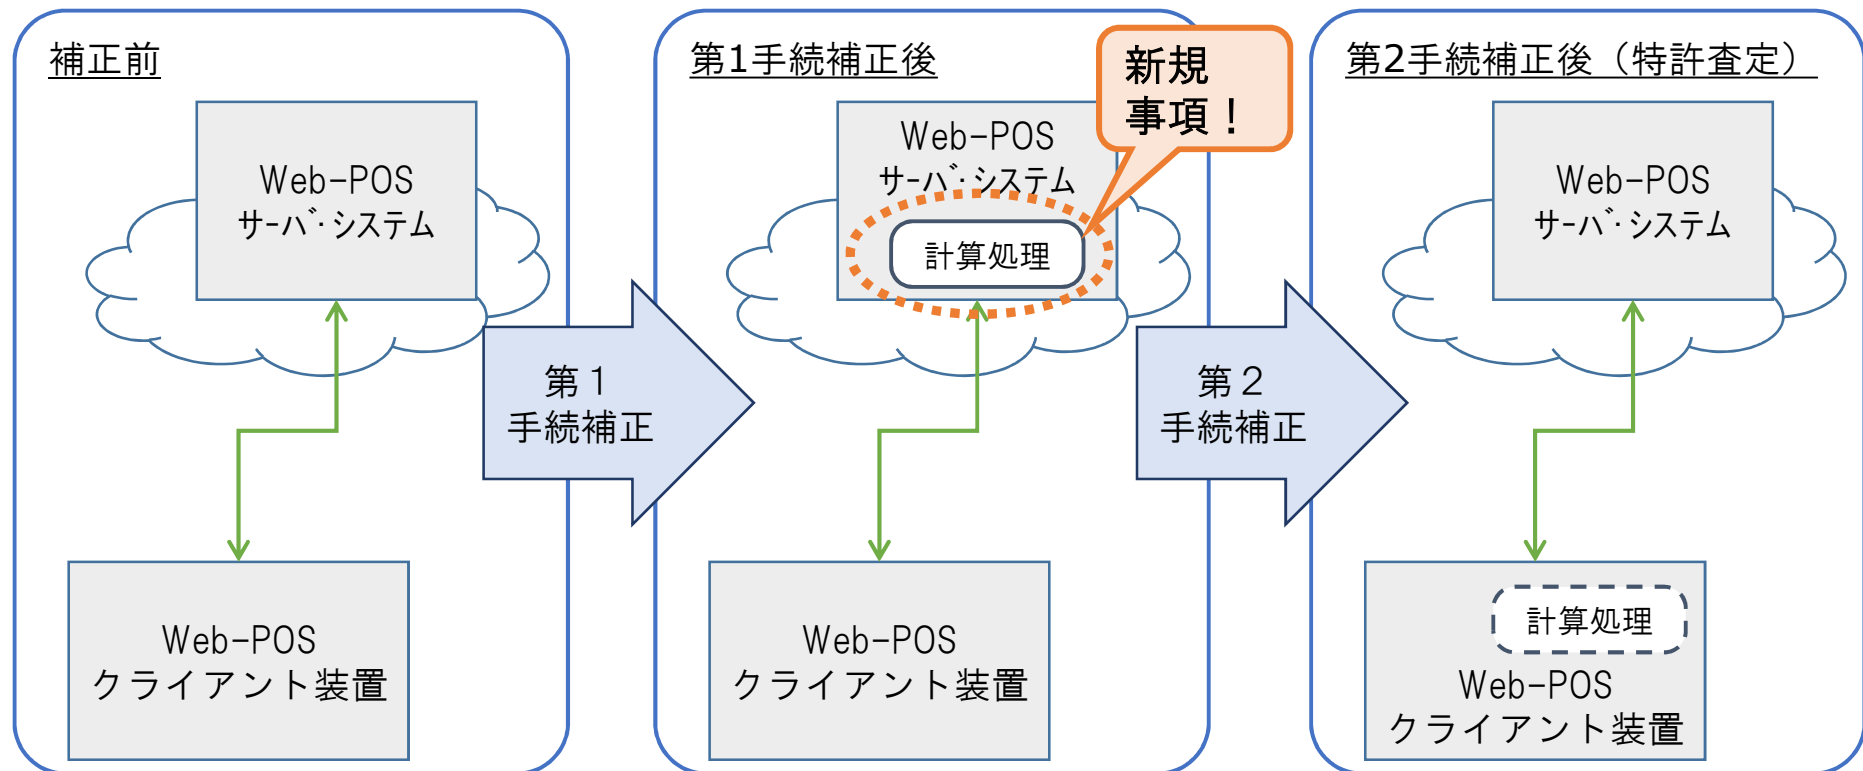 補正前
Web-POS
サーバ・システム
Web-POS
クライアント装置
第１
手続補正
第1手続補正後
新規
事項！
Web-POS
サーバ・システム
計算処理
Web-POS
クライアント装置
第２
手続補正
第2手続補正後（特許査定）
Web-POS
サーバ・システム
計算処理
Web-POS
クライアント装置